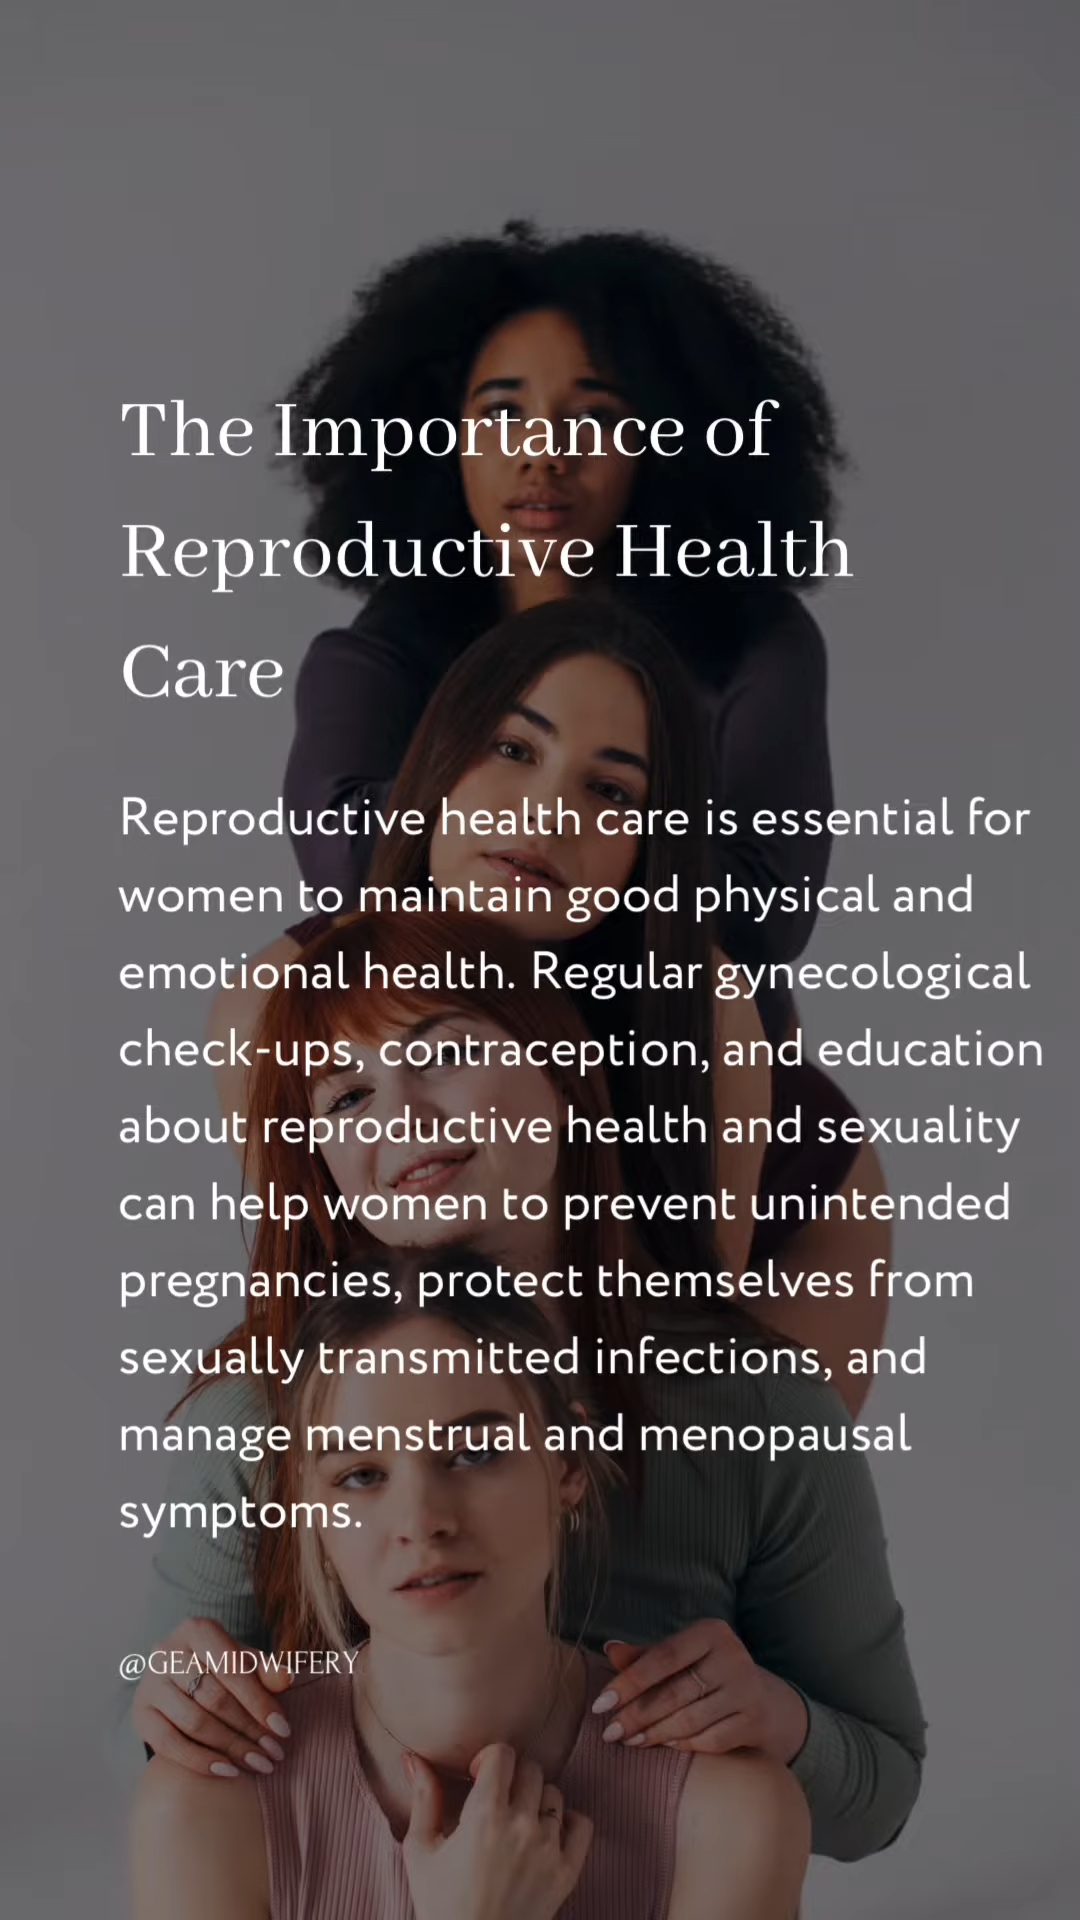 The Importance of
Reproductive Health
Care
Reproductive health care is essential for
women to maintain good physical and
emotional health. Regular gynecological
check-ups, contraception, and education
about reproductive health and sexuality
can help women to prevent unintended
pregnancies, protect themselves from
sexually transmitted infections, and
manage menstrual and menopausal
symptoms.
@GEAMIDWIFERY